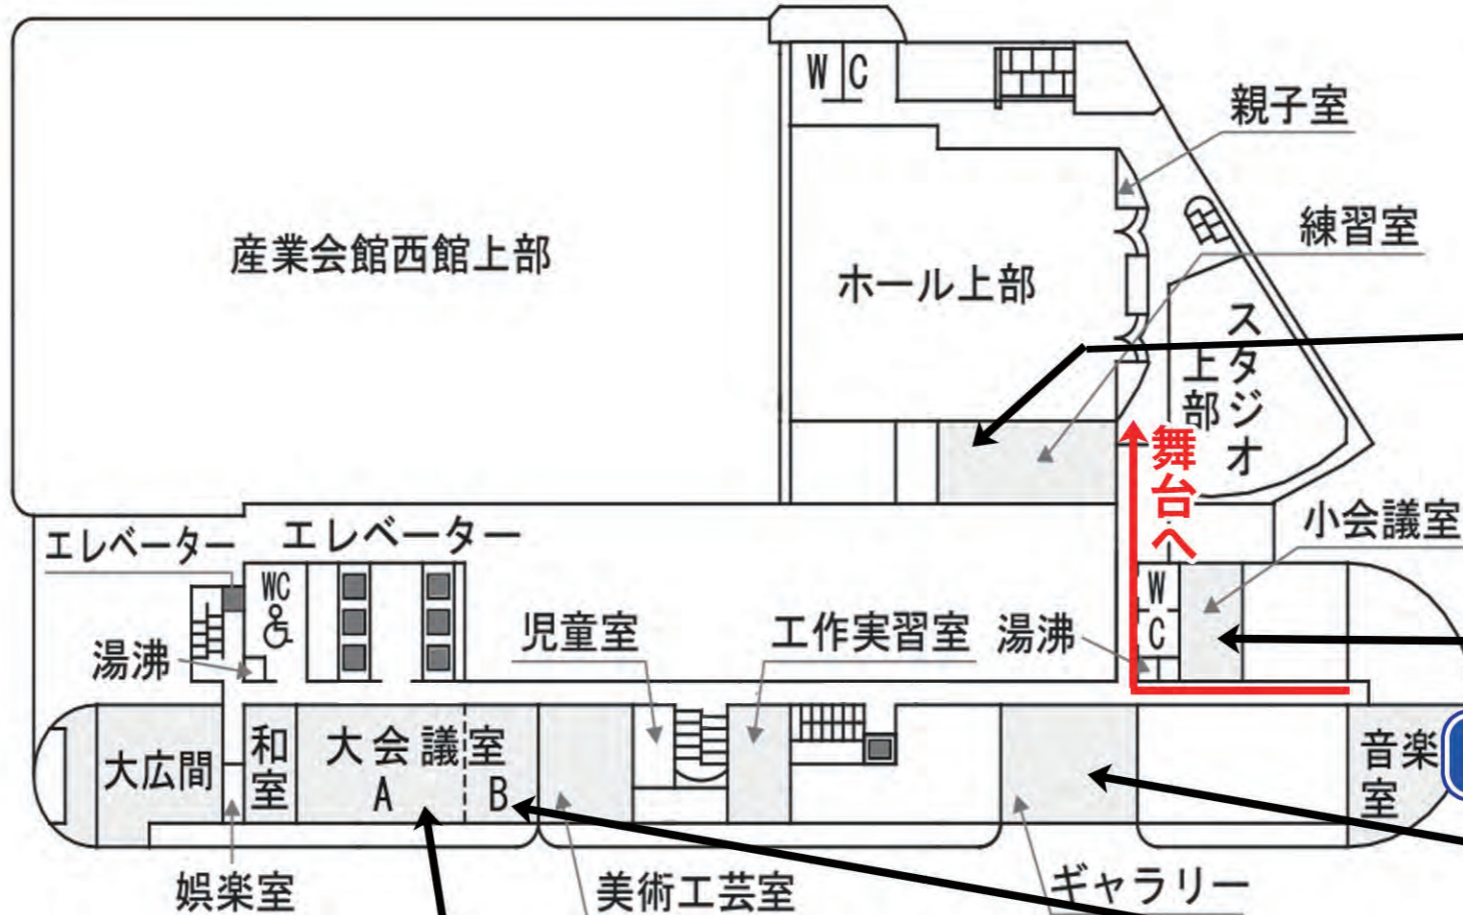 WC
親子室
練習室
産業会館西館上部
ホール上部
スタジオ
上部
舞台へ
小会議室
エレベーター
エレベーター
WC
WC
湯沸
児童室
工作実習室
湯沸
大広間
和室
大会議室
A
B
音楽室
娯楽室
美術工芸室
ギャラリー